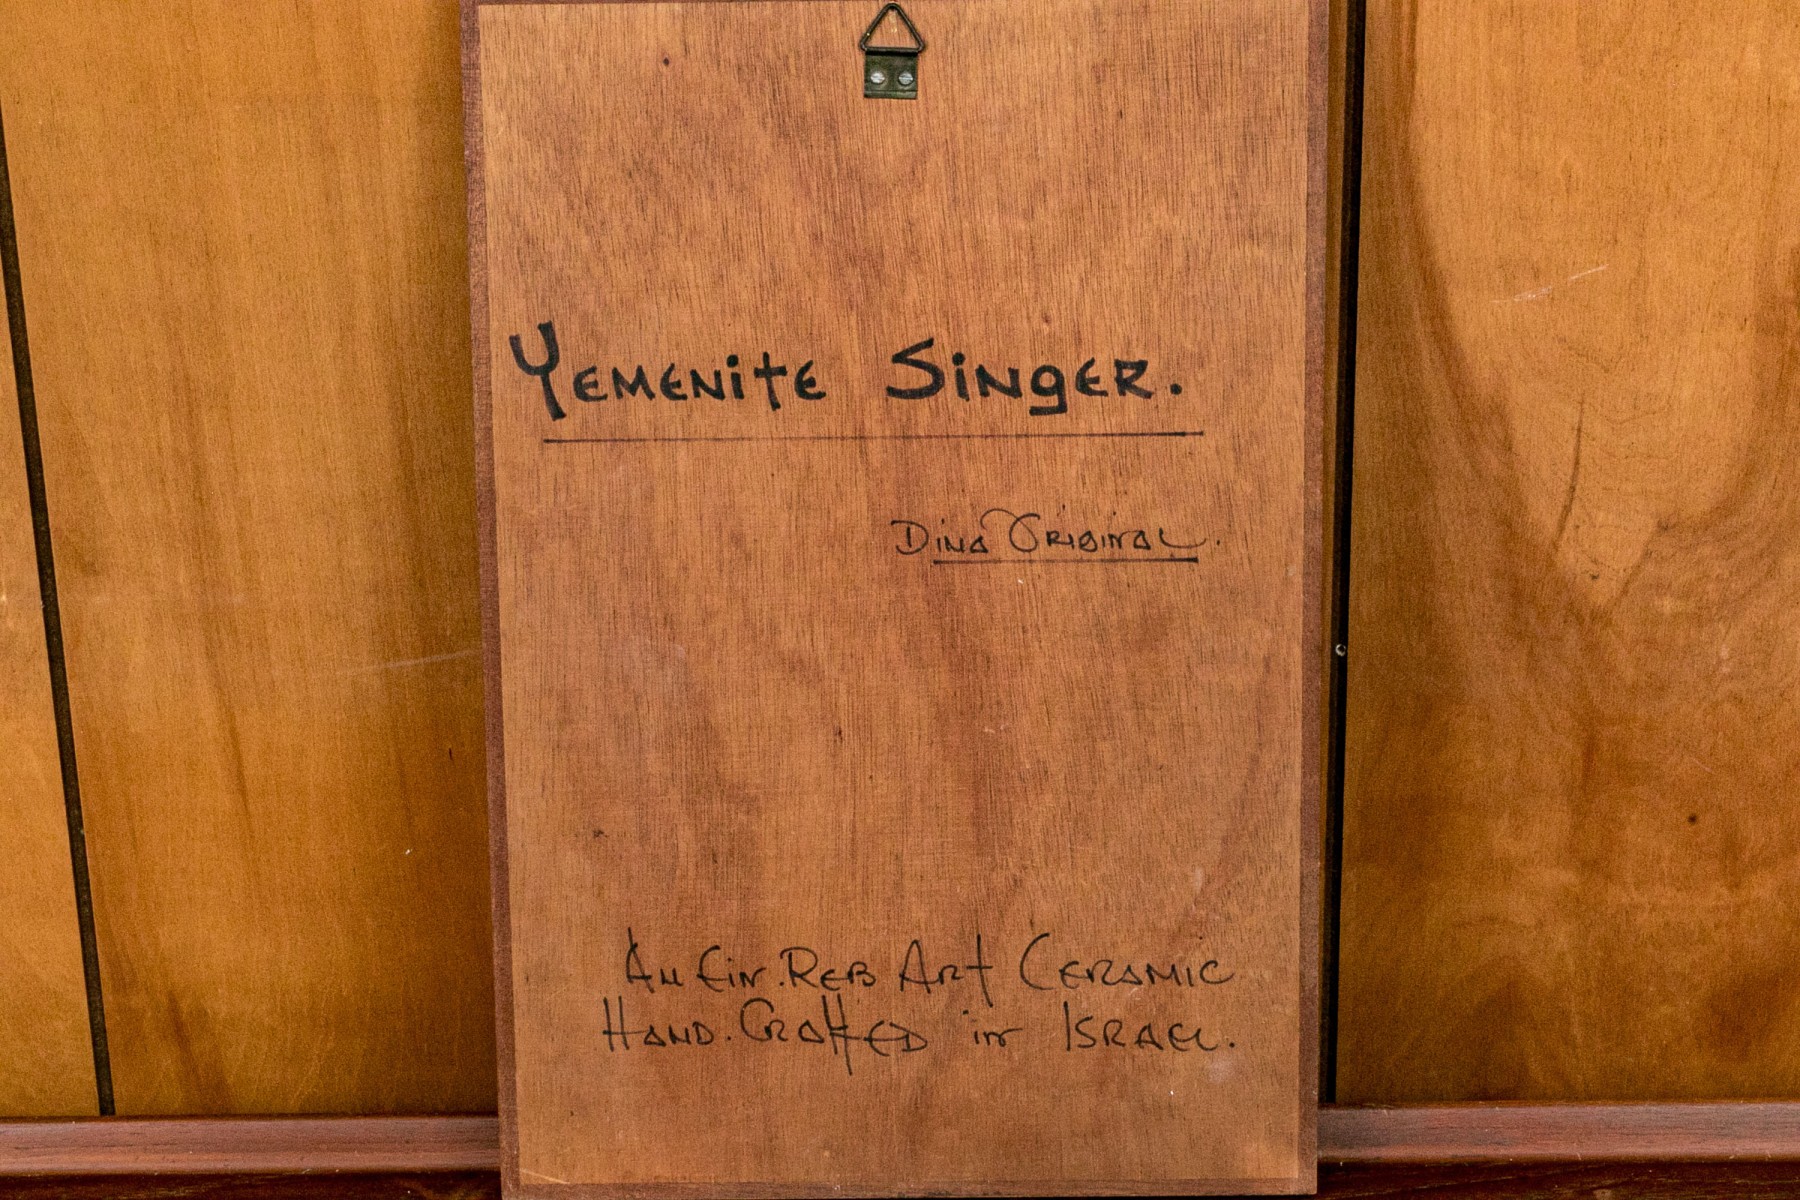 Yemenite Singer.
Dina Original.
An Ein. Reb Art Ceramic
Hand. Crafted in Israel.